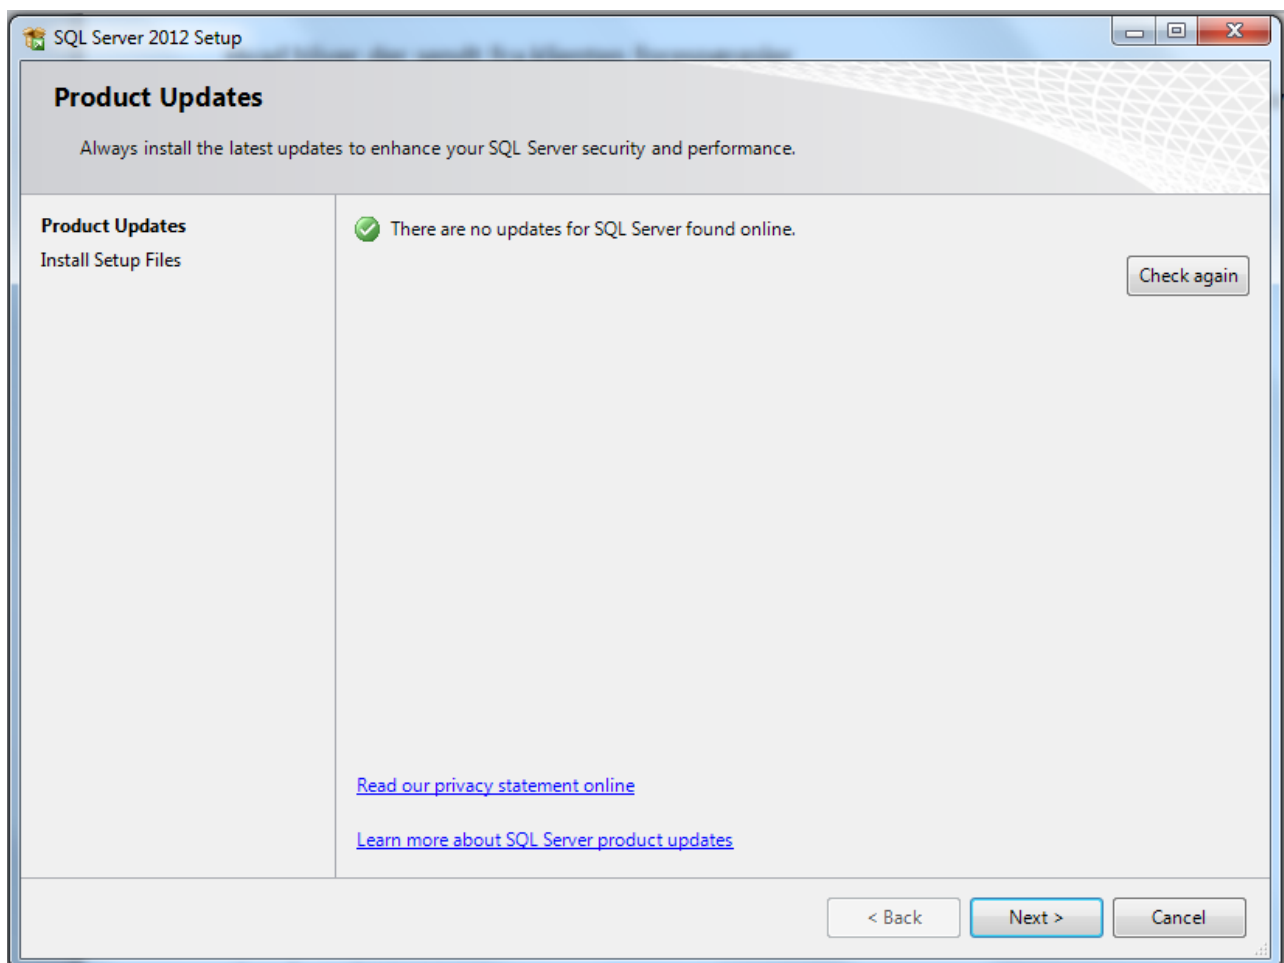 SQL Server 2012 Setup
Product Updates
Always install the latest updates to enhance your SQL Server security and performance.
Product Updates
Install Setup Files
There are no updates for SQL Server found online.
Check again
Read our privacy statement online
Learn more about SQL Server product updates
< Back
Next >
Cancel